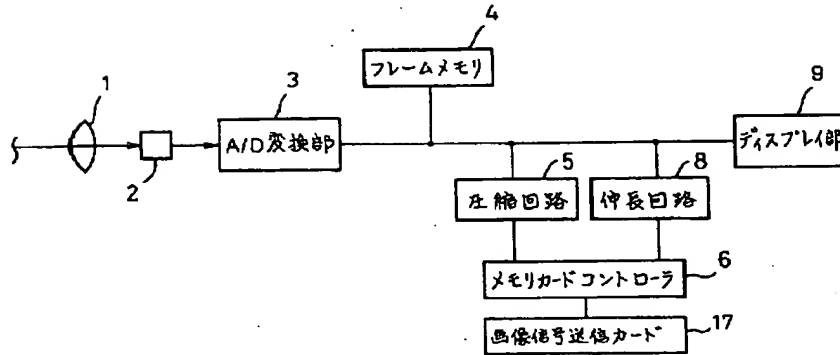 4
フレームメモリ
1
3
9
A/D変換部
ディスプレイ部
2
5
8
圧縮回路
伸長回路
6
メモリカードコントローラ
画像信号送信カード
17